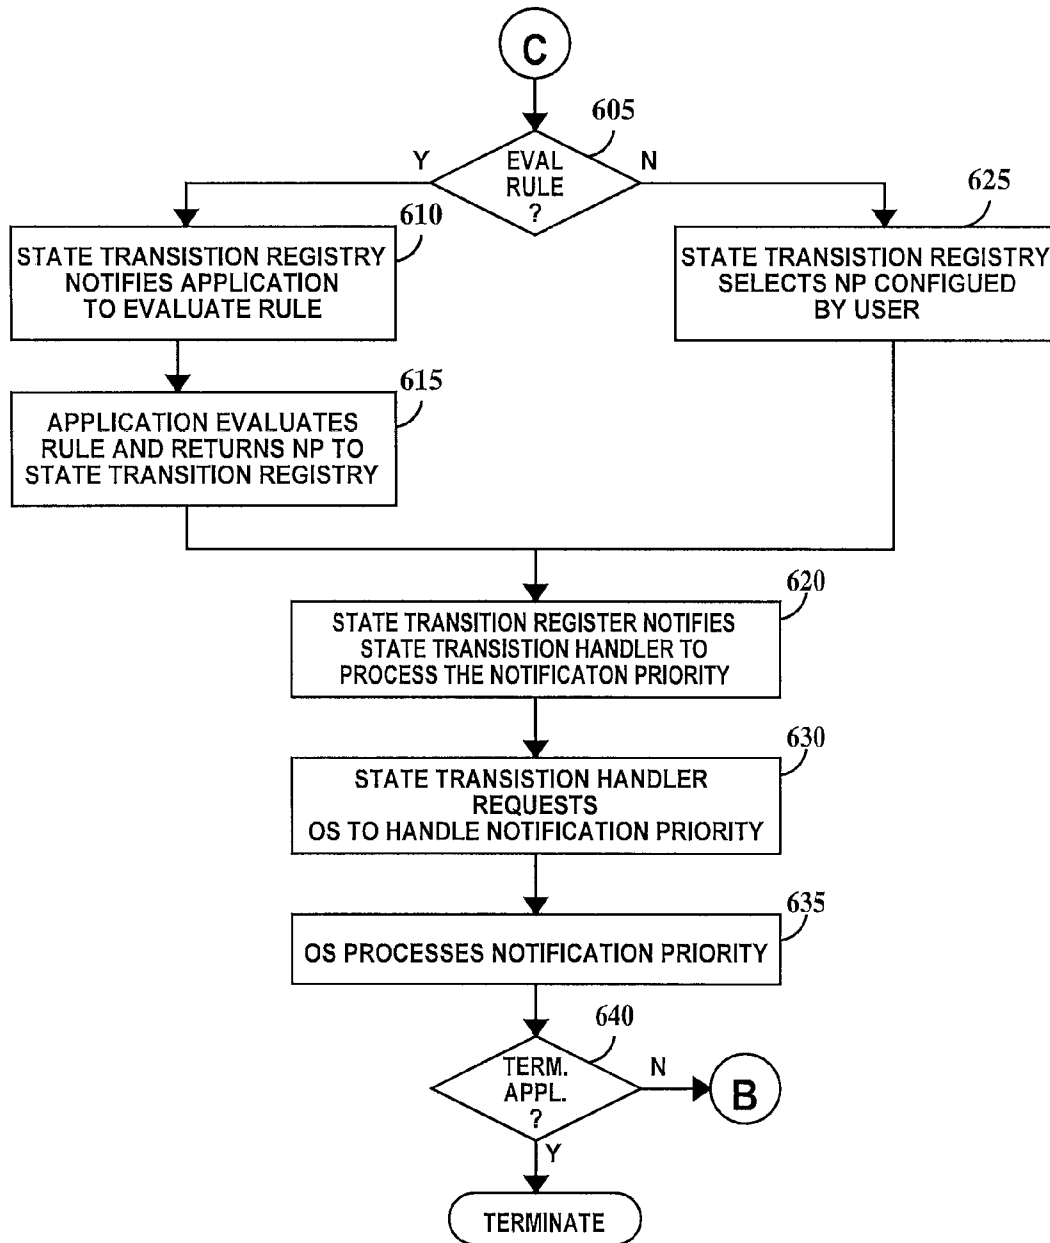 C
605
Y
EVAL
RULE
?
N
610
STATE TRANSISTION REGISTRY
NOTIFIES APPLICATION
TO EVALUATE RULE
625
STATE TRANSISTION REGISTRY
SELECTS NP CONFIGUED
BY USER
615
APPLICATION EVALUATES
RULE AND RETURNS NP TO
STATE TRANSITION REGISTRY
620
STATE TRANSITION REGISTER NOTIFIES
STATE TRANSISTION HANDLER TO
PROCESS THE NOTIFICATON PRIORITY
630
STATE TRANSISTION HANDLER
REQUESTS
OS TO HANDLE NOTIFICATION PRIORITY
635
OS PROCESSES NOTIFICATION PRIORITY
640
TERM.
APPL.
?
N
B
Y
TERMINATE